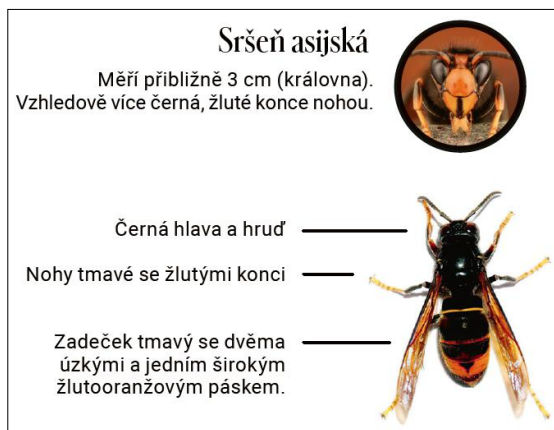 Sršeň asijská
Měří přibližně 3 cm (královna).
Vzhledově více černá, žluté konce nohou.
Černá hlava a hruď
Nohy tmavé se žlutými konci
Zadeček tmavý se dvěma
úzkými a jedním širokým
žlutooranžovým páskem.